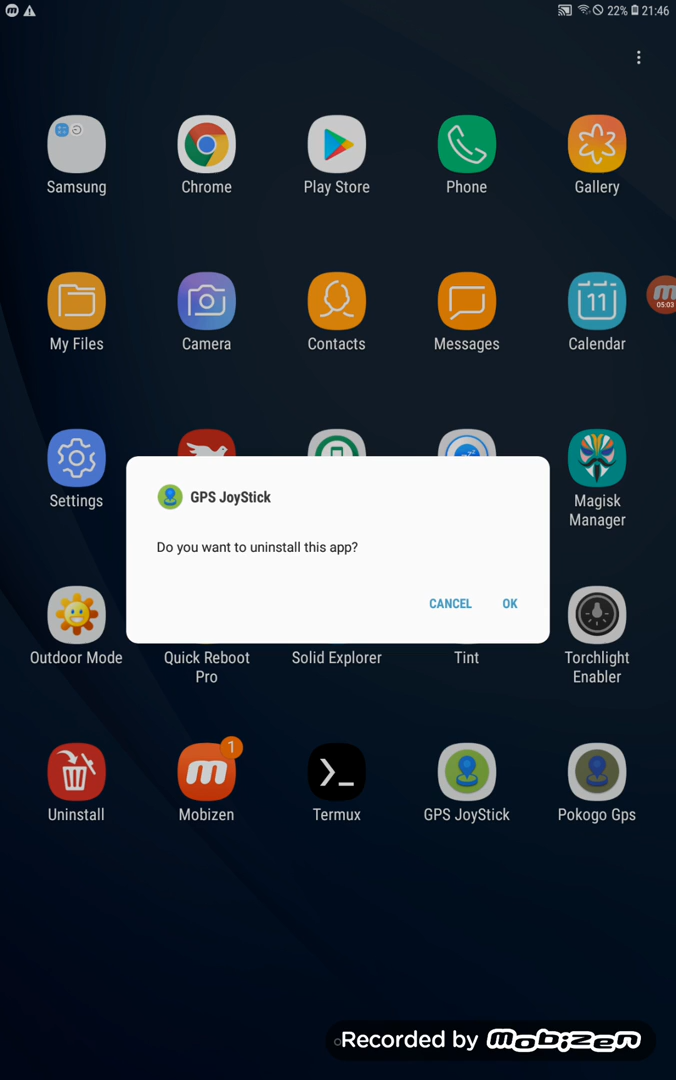 22% 21:46
Samsung
Chrome
Play Store
Phone
Gallery
05:03
11
My Files
Camera
Contacts
Messages
Calendar
Settings
Magisk
Manager
GPS JoyStick
Do you want to uninstall this app?
CANCEL
OK
Outdoor Mode
Quick Reboot
Pro
Solid Explorer
Tint
Torchlight
Enabler
1
Uninstall
Mobizen
Termux
GPS JoyStick
Pokogo Gps
Recorded by mobizen